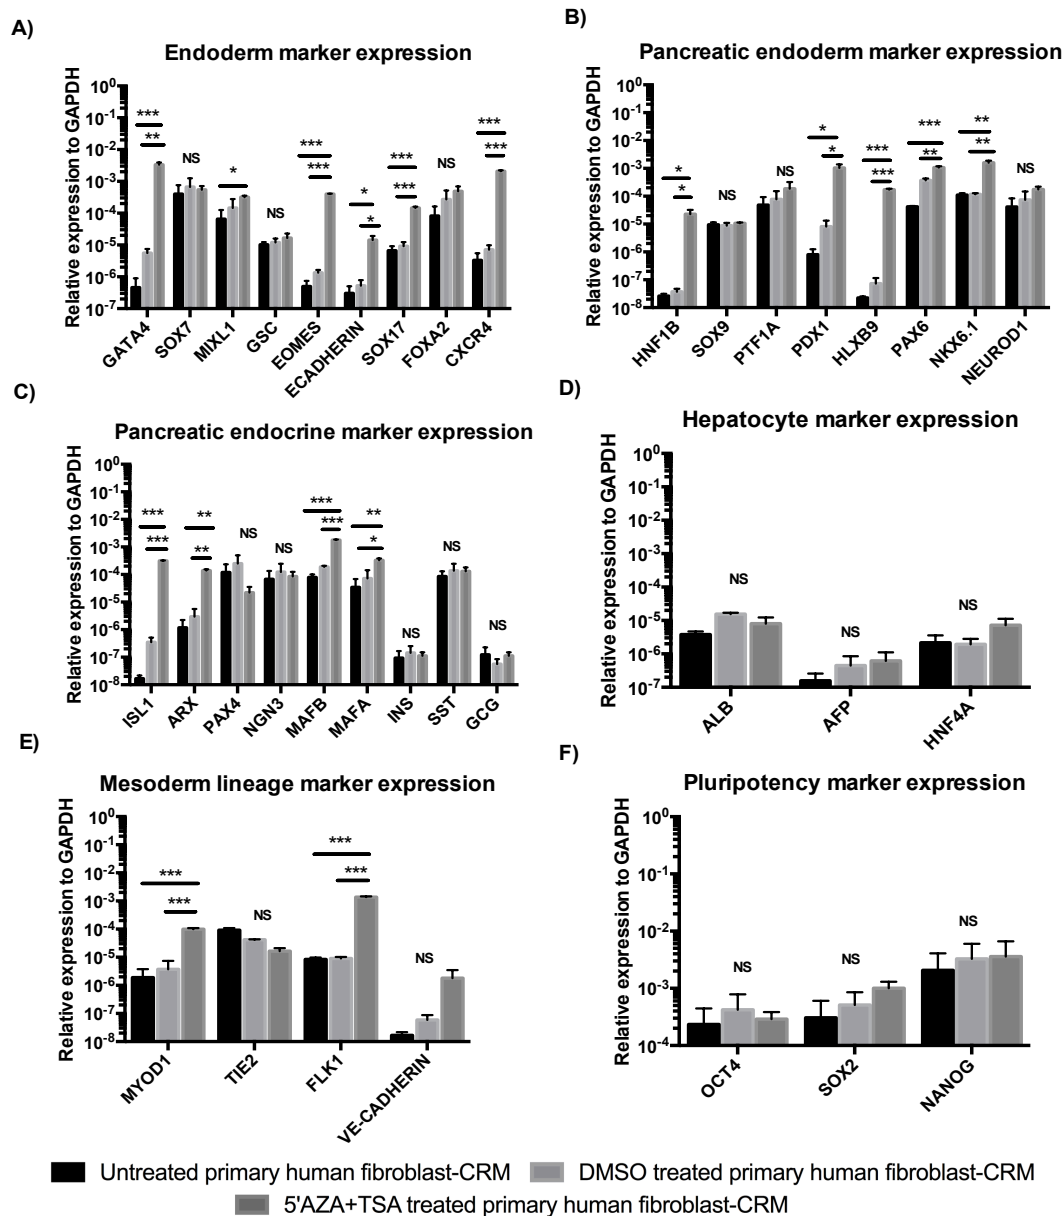 A)
Endoderm marker expression
Relative expression to GAPDH
10⁰
10⁻¹
10⁻²
10⁻³
10⁻⁴
10⁻⁵
10⁻⁶
10⁻⁷
*** ** NS * NS *** *** * * *** *** NS *** ***
GATA4 SOX7 MIXL1 GSC EOMES ECADHERIN SOX17 FOXA2 CXCR4
B)
Pancreatic endoderm marker expression
Relative expression to GAPDH
10⁰
10⁻¹
10⁻²
10⁻³
10⁻⁴
10⁻⁵
10⁻⁶
10⁻⁷
10⁻⁸
* * NS NS * * *** *** *** ** ** ** NS
HNF1B SOX9 PTF1A PDX1 HLXB9 PAX6 NKX6.1 NEUROD1
C)
Pancreatic endocrine marker expression
Relative expression to GAPDH
10⁰
10⁻¹
10⁻²
10⁻³
10⁻⁴
10⁻⁵
10⁻⁶
10⁻⁷
10⁻⁸
*** *** ** ** NS NS *** *** ** * NS NS NS
ISL1 ARX PAX4 NGN3 MAFB MAFA INS SST GCG
D)
Hepatocyte marker expression
Relative expression to GAPDH
10⁰
10⁻¹
10⁻²
10⁻³
10⁻⁴
10⁻⁵
10⁻⁶
10⁻⁷
NS NS NS
ALB AFP HNF4A
E)
Mesoderm lineage marker expression
Relative expression to GAPDH
10⁰
10⁻¹
10⁻²
10⁻³
10⁻⁴
10⁻⁵
10⁻⁶
10⁻⁷
10⁻⁸
*** *** NS *** *** NS
MYOD1 TIE2 FLK1 VE-CADHERIN
F)
Pluripotency marker expression
Relative expression to GAPDH
10⁰
10⁻¹
10⁻²
10⁻³
10⁻⁴
NS NS NS
OCT4 SOX2 NANOG
Untreated primary human fibroblast-CRM DMSO treated primary human fibroblast-CRM
5'AZA+TSA treated primary human fibroblast-CRM